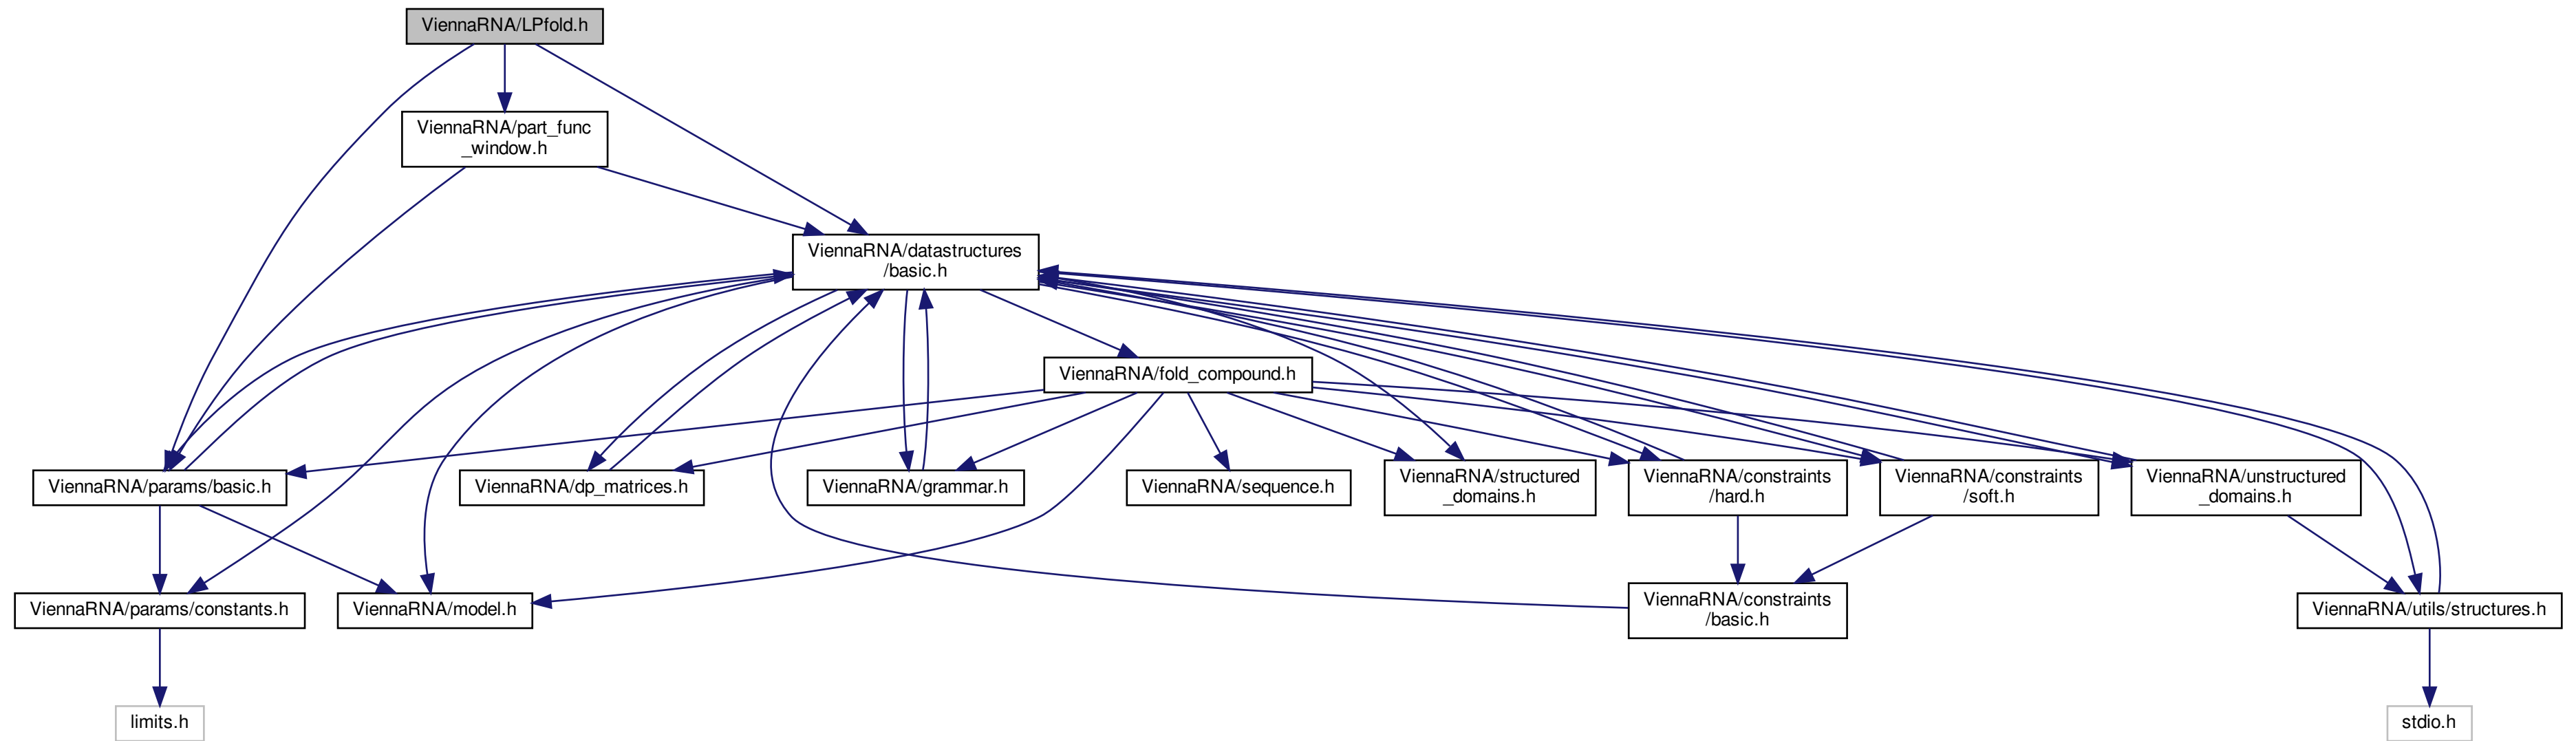 ViennaRNA/LPfold.h
ViennaRNA/part_func
_window.h
ViennaRNA/datastructures
/basic.h
ViennaRNA/fold_compound.h
ViennaRNA/params/basic.h
ViennaRNA/dp_matrices.h
ViennaRNA/grammar.h
ViennaRNA/sequence.h
ViennaRNA/structured
_domains.h
ViennaRNA/constraints
/hard.h
ViennaRNA/constraints
/soft.h
ViennaRNA/unstructured
_domains.h
ViennaRNA/params/constants.h
ViennaRNA/model.h
ViennaRNA/constraints
/basic.h
ViennaRNA/utils/structures.h
limits.h
stdio.h